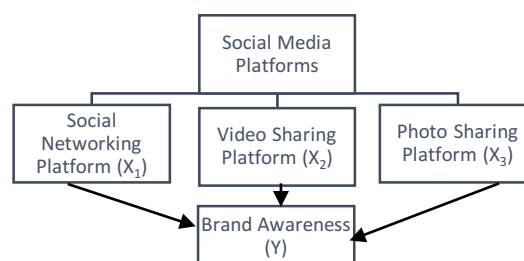 Social Media
Platforms
Social
Networking
Platform (X₁)
Video Sharing
Platform (X₂)
Photo Sharing
Platform (X₃)
Brand Awareness
(Y)